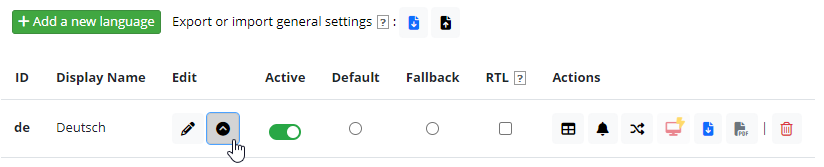 + Add a new language Export or import general settings ? :
ID Display Name Edit Active Default Fallback RTL ? Actions
de Deutsch PDF